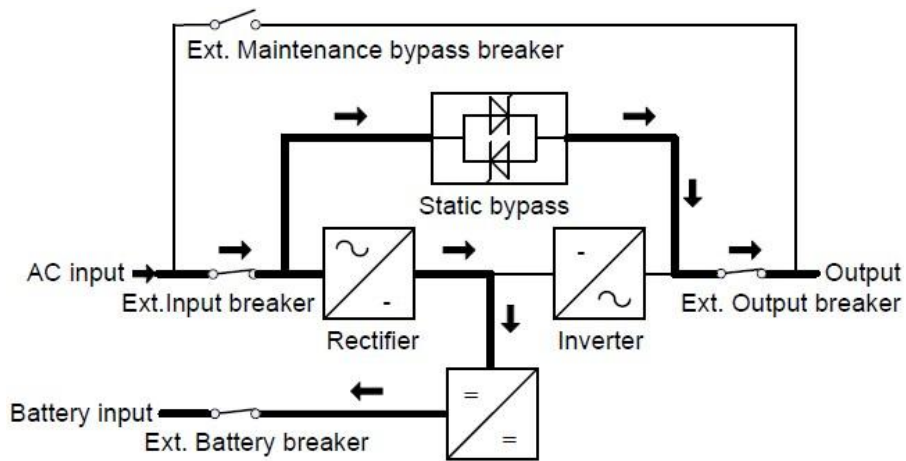 Ext. Maintenance bypass breaker
Static bypass
AC input
Output
Ext.Input breaker
Ext. Output breaker
Rectifier
Inverter
Battery input
Ext. Battery breaker